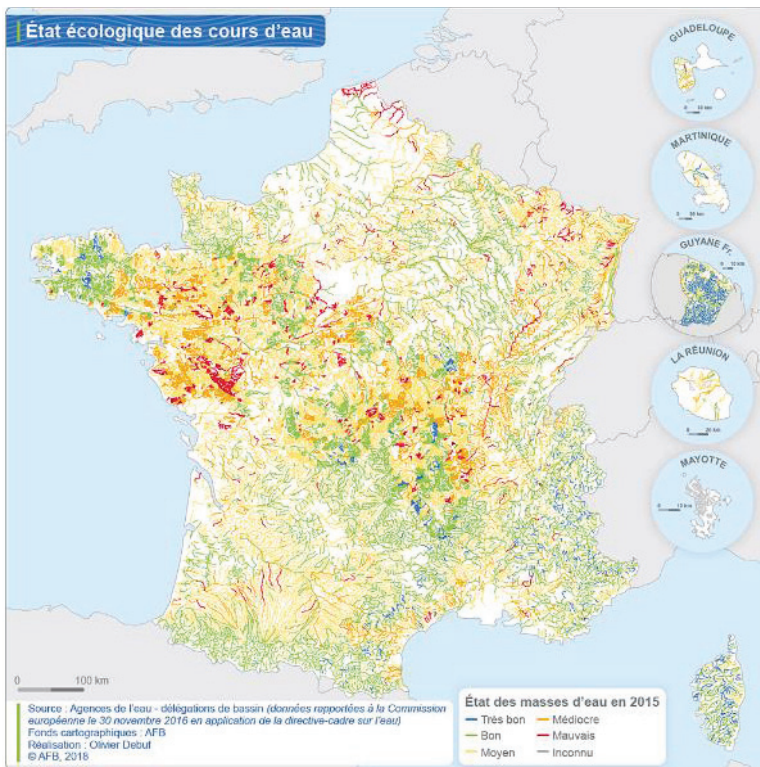 État écologique des cours d'eau
GUADELOUPE
MARTINIQUE
GUYANE Fr.
LA RÉUNION
MAYOTTE
0 100 km
Source : Agences de l'eau - délégations de bassin (données rapportées à la Commission
européenne le 30 novembre 2016 en application de la directive-cadre sur l'eau)
Fonds cartographiques : AFB
Réalisation : Olivier Debuf
© AFB, 2018
État des masses d'eau en 2015
Très bon
Médiocre
Bon
Mauvais
Moyen
Inconnu